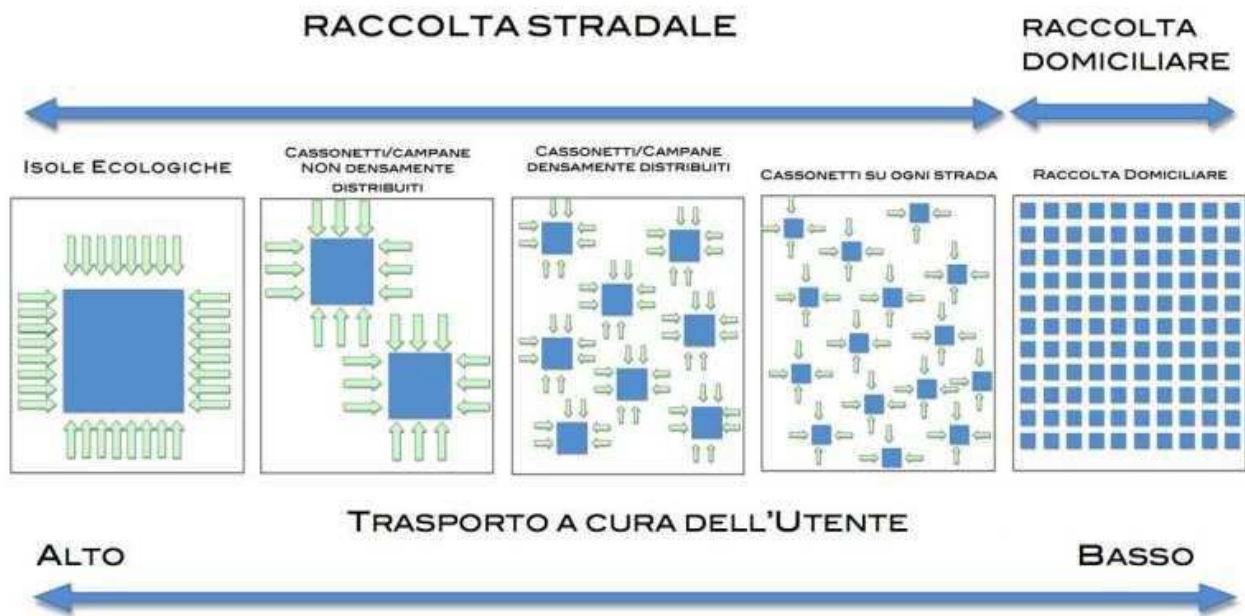 RACCOLTA STRADALE
RACCOLTA
DOMICILIARE
ISOLE ECOLOGICHE
CASSONETTI/CAMPANE
NON DENSAMENTE
DISTRIBUITI
CASSONETTI/CAMPANE
DENSAMENTE DISTRIBUITI
CASSONETTI SU OGNI STRADA
RACCOLTA DOMICILIARE
TRASPORTO A CURA DELL'UTENTE
ALTO
BASSO